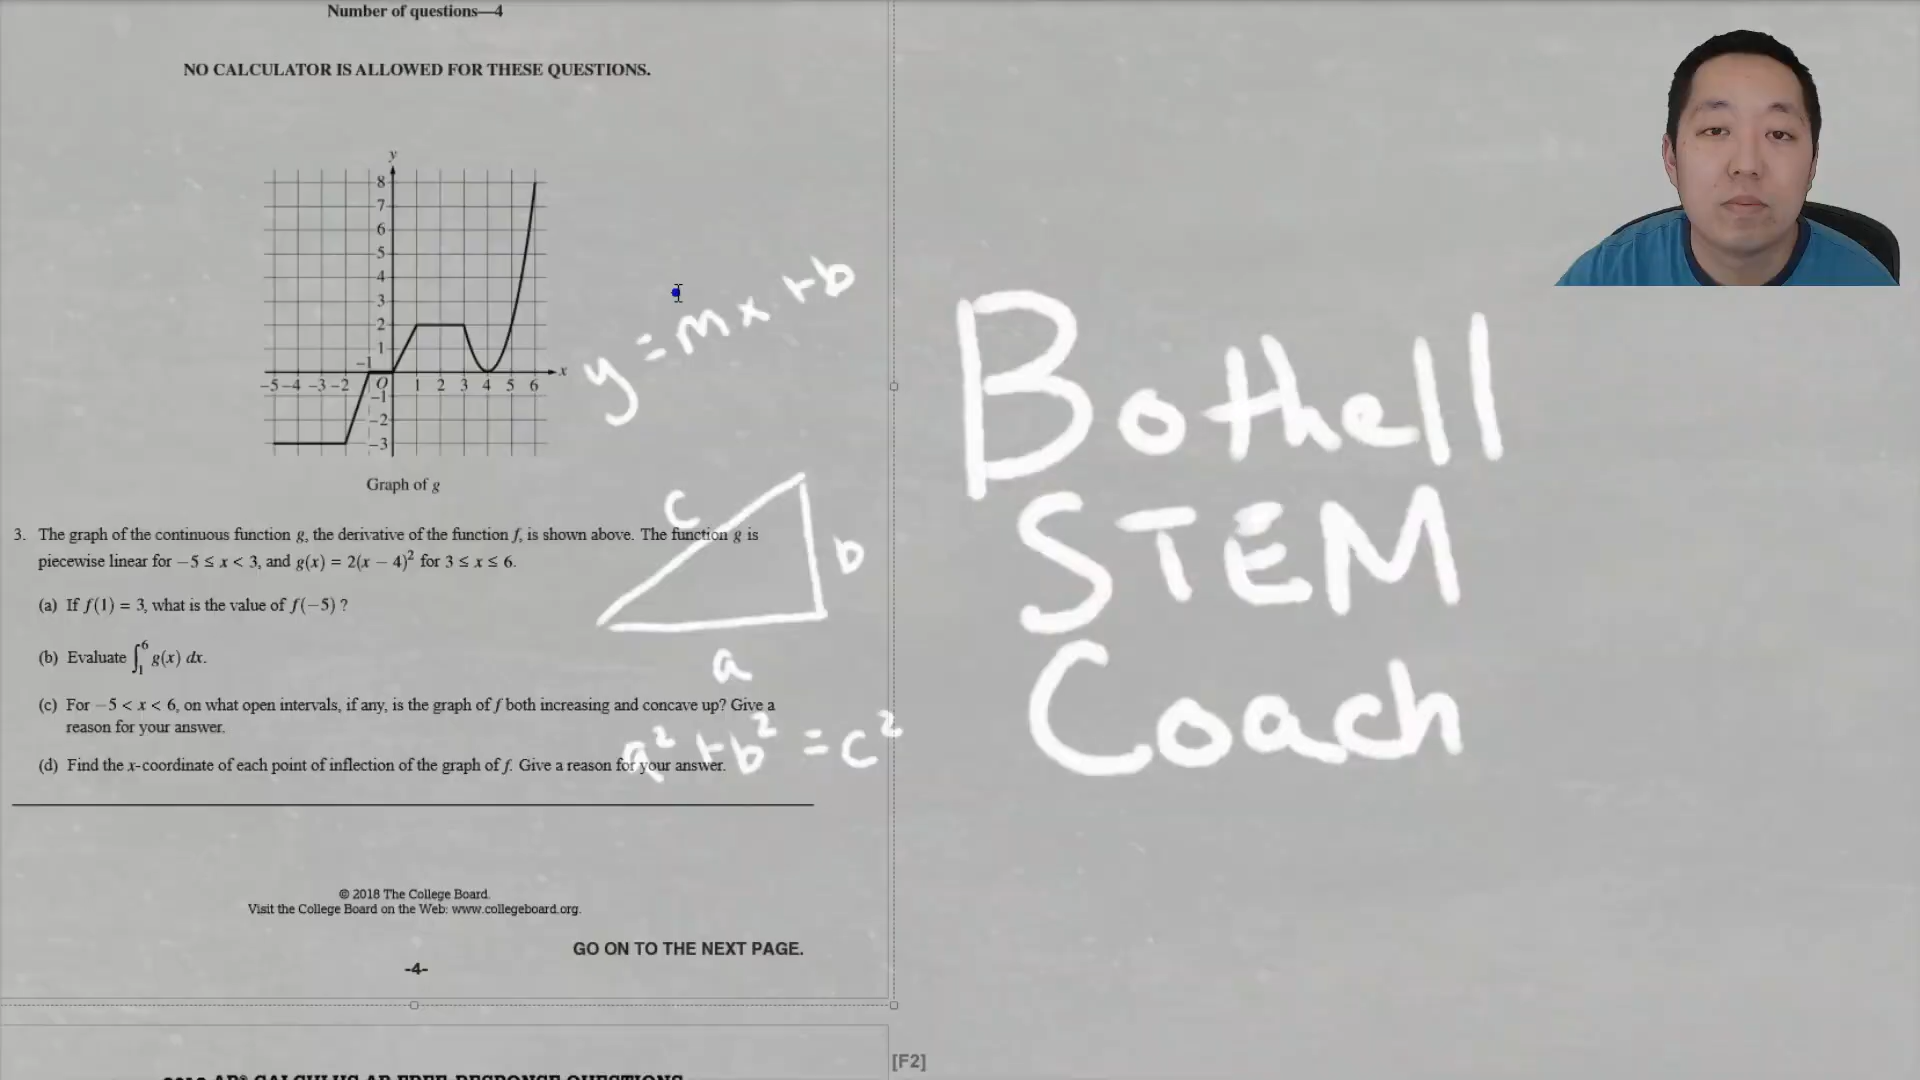 Number of questions—4
NO CALCULATOR IS ALLOWED FOR THESE QUESTIONS.
y
8
7
6
5
4
3
2
1
–1
x
–5 –4 –3 –2 O 1 2 3 4 5 6
–1
–2
–3
Graph of g
3. The graph of the continuous function g, the derivative of the function f, is shown above. The function g is
piecewise linear for −5 ≤ x < 3, and g(x) = 2(x − 4)² for 3 ≤ x ≤ 6.
(a) If f(1) = 3, what is the value of f(−5) ?
(b) Evaluate ∫₁⁶ g(x) dx.
(c) For −5 < x < 6, on what open intervals, if any, is the graph of f both increasing and concave up? Give a
reason for your answer.
(d) Find the x-coordinate of each point of inflection of the graph of f. Give a reason for your answer.
© 2018 The College Board.
Visit the College Board on the Web: www.collegeboard.org.
GO ON TO THE NEXT PAGE.
-4-
y = mx + b
c
b
a
a² + b² = c²
Bothell
STEM
Coach
[F2]
2018 AP® CALCULUS AB FREE-RESPONSE QUESTIONS